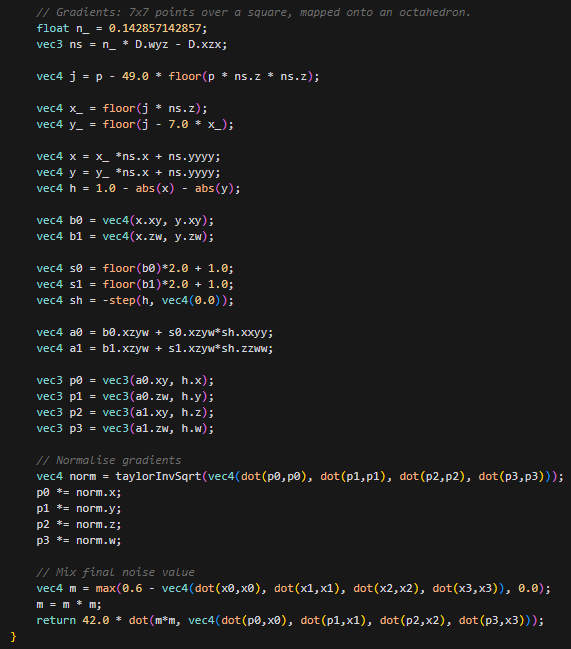 // Gradients: 7x7 points over a square, mapped onto an octahedron.
float n_ = 0.142857142857;
vec3 ns = n_ * D.wyz - D.xzx;
vec4 j = p - 49.0 * floor(p * ns.z * ns.z);
vec4 x_ = floor(j * ns.z);
vec4 y_ = floor(j - 7.0 * x_);
vec4 x = x_ *ns.x + ns.yyyy;
vec4 y = y_ *ns.x + ns.yyyy;
vec4 h = 1.0 - abs(x) - abs(y);
vec4 b0 = vec4(x.xy, y.xy);
vec4 b1 = vec4(x.zw, y.zw);
vec4 s0 = floor(b0)*2.0 + 1.0;
vec4 s1 = floor(b1)*2.0 + 1.0;
vec4 sh = -step(h, vec4(0.0));
vec4 a0 = b0.xzyw + s0.xzyw*sh.xxyy;
vec4 a1 = b1.xzyw + s1.xzyw*sh.zzww;
vec3 p0 = vec3(a0.xy, h.x);
vec3 p1 = vec3(a0.zw, h.y);
vec3 p2 = vec3(a1.xy, h.z);
vec3 p3 = vec3(a1.zw, h.w);
// Normalise gradients
vec4 norm = taylorInvSqrt(vec4(dot(p0,p0), dot(p1,p1), dot(p2,p2), dot(p3,p3)));
p0 *= norm.x;
p1 *= norm.y;
p2 *= norm.z;
p3 *= norm.w;
// Mix final noise value
vec4 m = max(0.6 - vec4(dot(x0,x0), dot(x1,x1), dot(x2,x2), dot(x3,x3)), 0.0);
m = m * m;
return 42.0 * dot(m*m, vec4(dot(p0,x0), dot(p1,x1), dot(p2,x2), dot(p3,x3)));
}